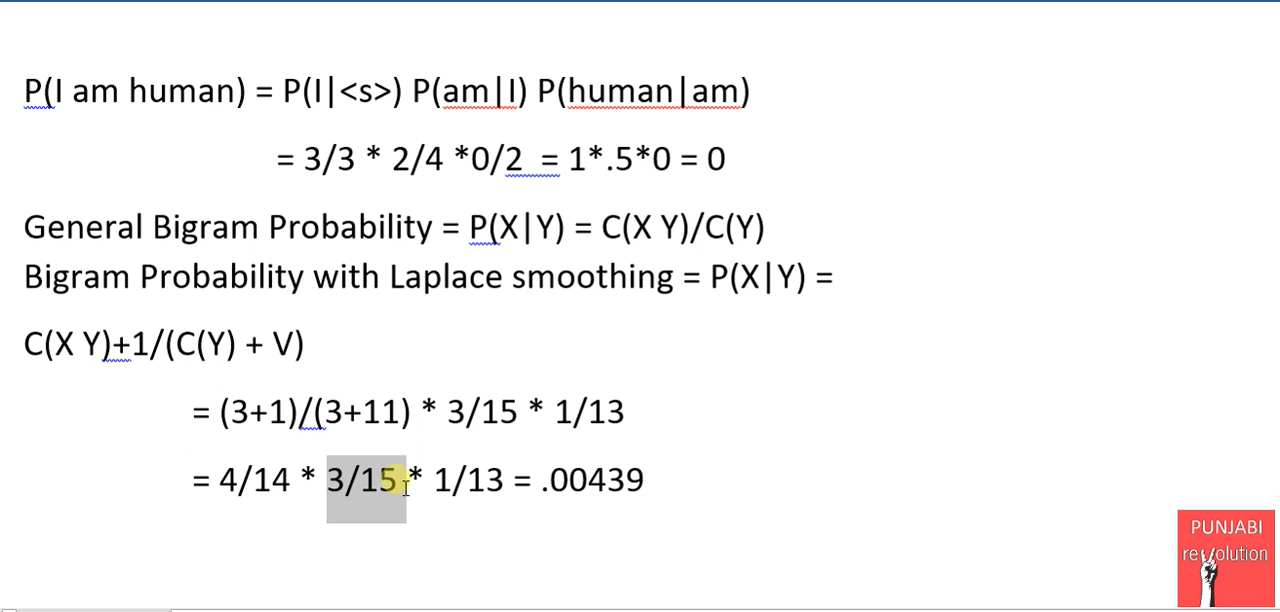 P(I am human) = P(I|<s>) P(am|I) P(human|am)
= 3/3 * 2/4 *0/2 = 1*.5*0 = 0
General Bigram Probability = P(X|Y) = C(X Y)/C(Y)
Bigram Probability with Laplace smoothing = P(X|Y) =
C(X Y)+1/(C(Y) + V)
= (3+1)/(3+11) * 3/15 * 1/13
= 4/14 * 3/15 * 1/13 = .00439
PUNJABI
revolution